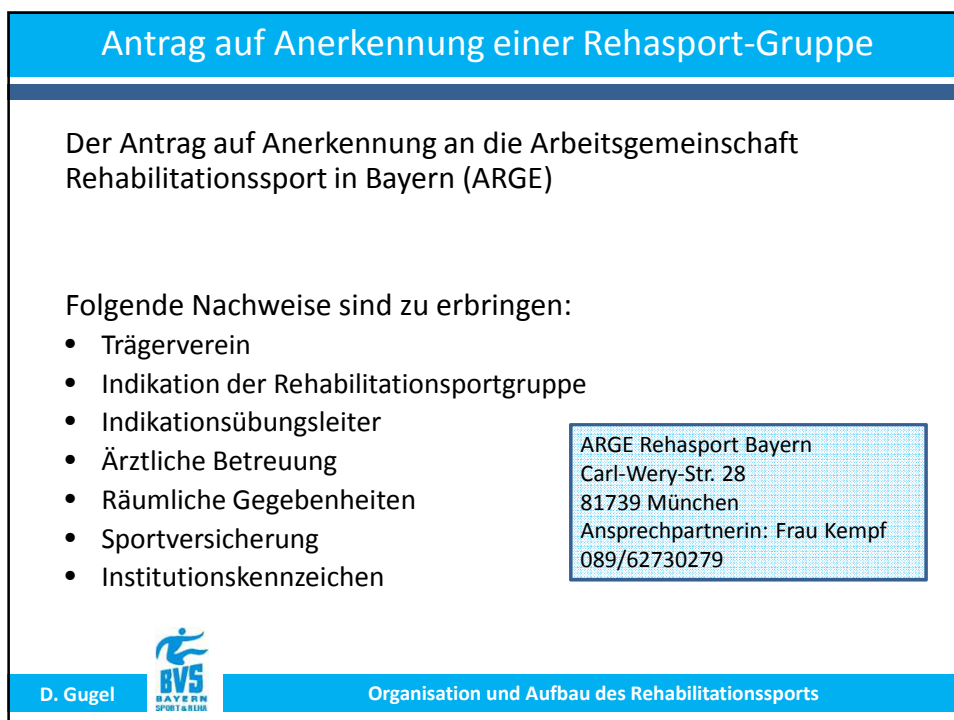 Antrag auf Anerkennung einer Rehasport-Gruppe
Der Antrag auf Anerkennung an die Arbeitsgemeinschaft
Rehabilitationssport in Bayern (ARGE)
Folgende Nachweise sind zu erbringen:
• Trägerverein
• Indikation der Rehabilitationsportgruppe
• Indikationsübungsleiter
• Ärztliche Betreuung
• Räumliche Gegebenheiten
• Sportversicherung
• Institutionskennzeichen
ARGE Rehasport Bayern
Carl-Wery-Str. 28
81739 München
Ansprechpartnerin: Frau Kempf
089/62730279
D. Gugel
BVS
BAYERN
SPORT & REHA
Organisation und Aufbau des Rehabilitationssports